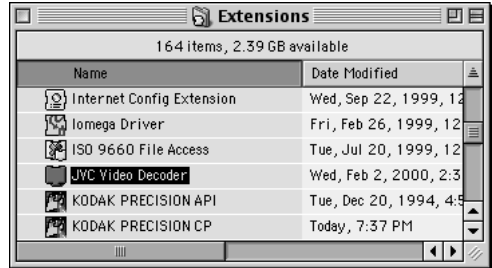 Extensions
164 items, 2.39 GB available
Name Date Modified
Internet Config Extension Wed, Sep 22, 1999, 12
Iomega Driver Fri, Feb 26, 1999, 12
ISO 9660 File Access Tue, Jul 20, 1999, 12
JVC Video Decoder Wed, Feb 2, 2000, 2:3
KODAK PRECISION API Tue, Dec 20, 1994, 4:5
KODAK PRECISION CP Today, 7:37 PM